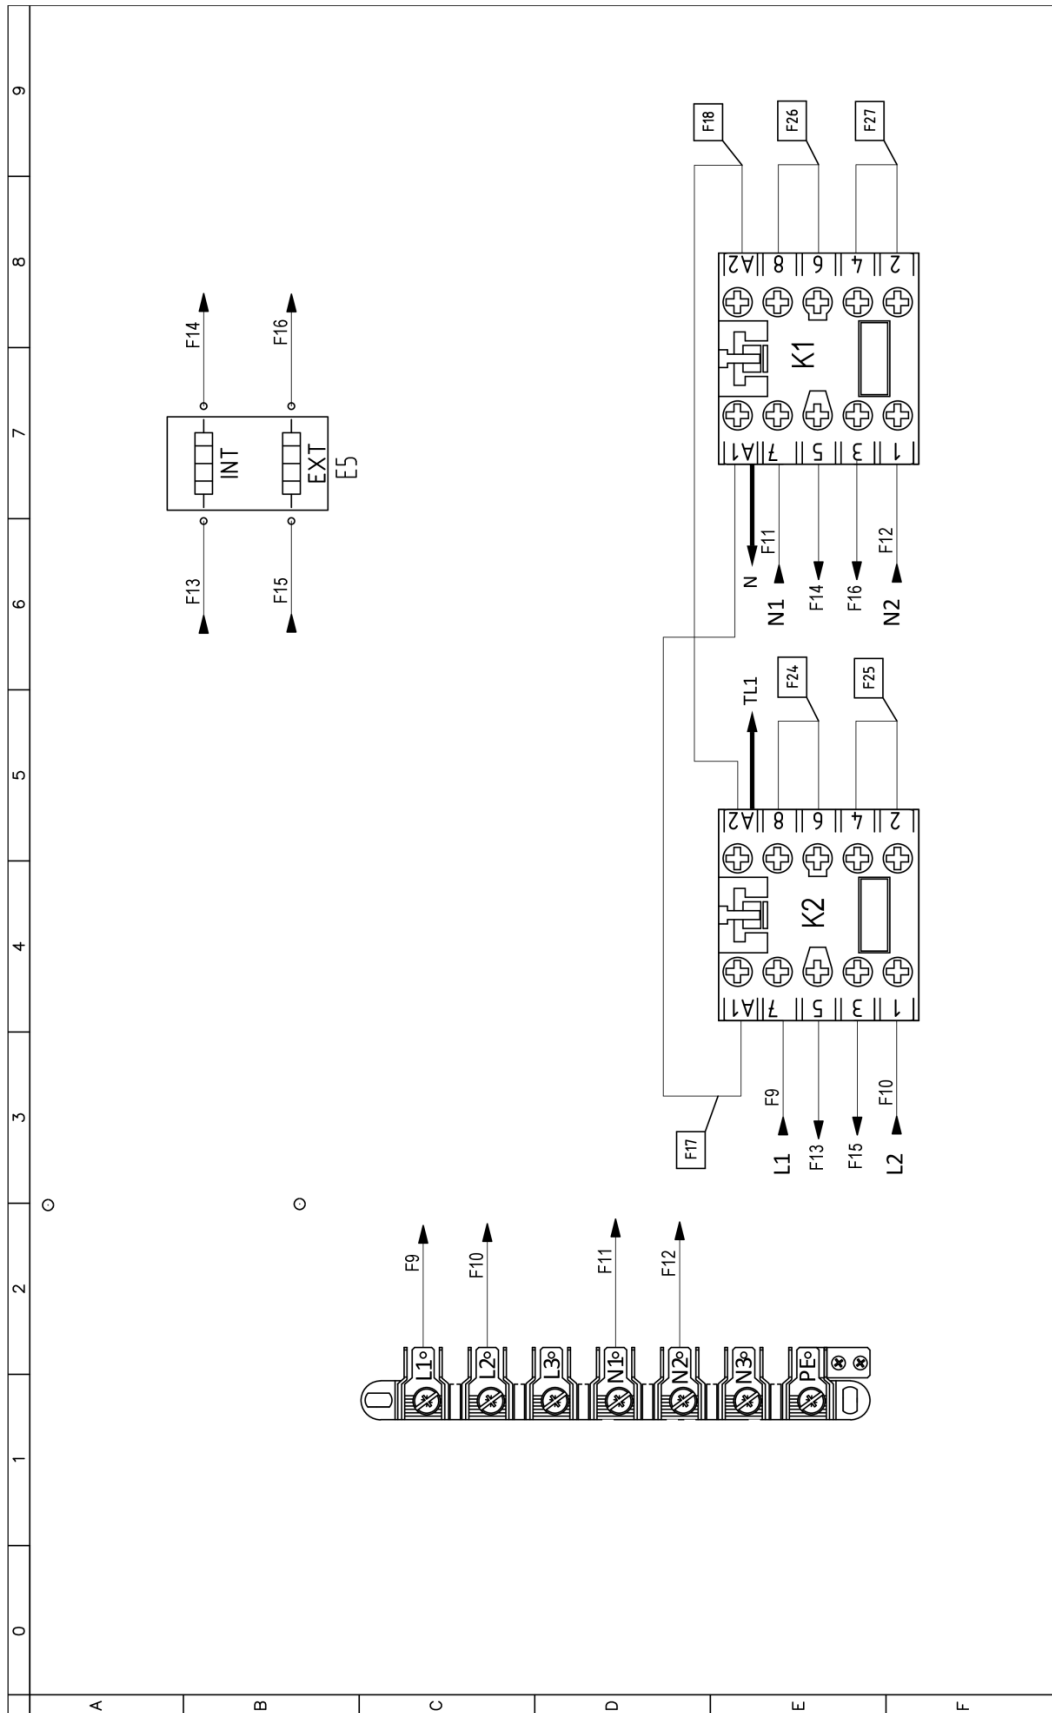 9
8
7
6
5
4
3
2
1
0
A
B
C
D
E
F
F14
F16
INT
EXT
E5
F13
F15
F18
F26
F27
A2
8
6
4
2
K1
A1
7
5
3
1
N
F11
N1
F14
F16
F12
N2
TL1
F24
F25
A2
8
6
4
2
K2
A1
7
5
3
1
F17
F9
L1
F13
F15
F10
L2
F9
F10
F11
F12
L1
L2
L3
N1
N2
N3
PE